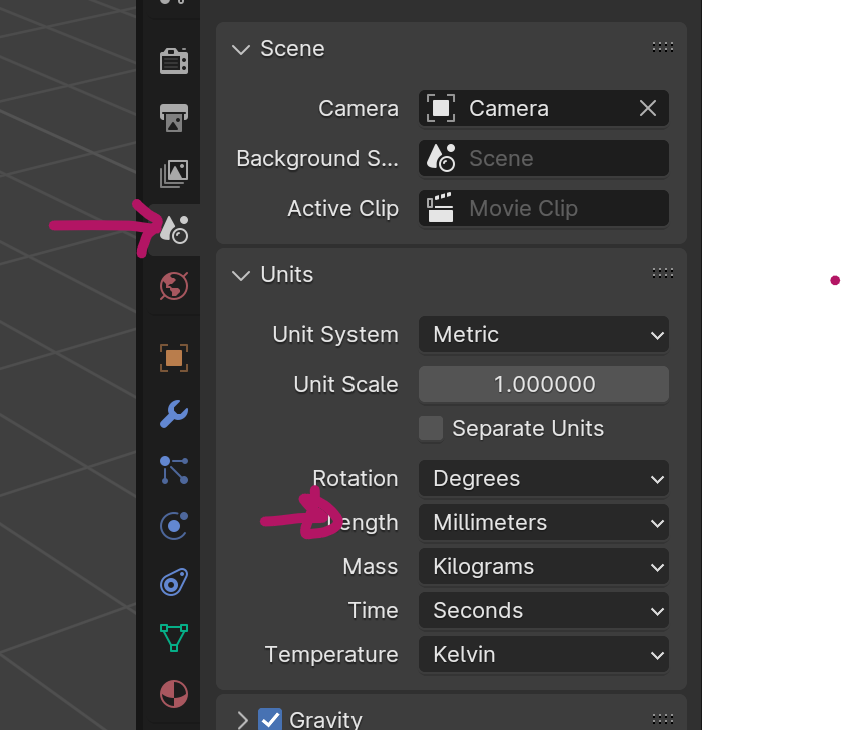 Scene
Camera Camera
Background S... Scene
Active Clip Movie Clip
Units
Unit System Metric
Unit Scale 1.000000
Separate Units
Rotation Degrees
Length Millimeters
Mass Kilograms
Time Seconds
Temperature Kelvin
Gravity